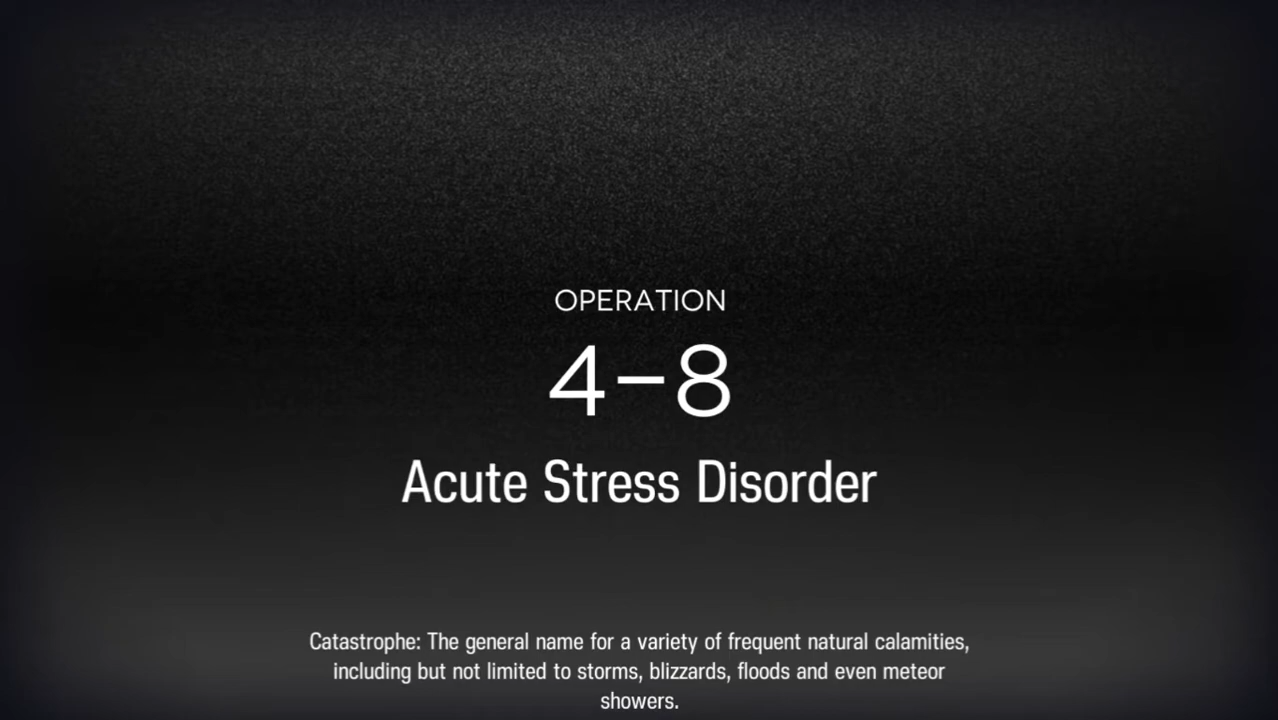 OPERATION
4–8
Acute Stress Disorder
Catastrophe: The general name for a variety of frequent natural calamities,
including but not limited to storms, blizzards, floods and even meteor
showers.